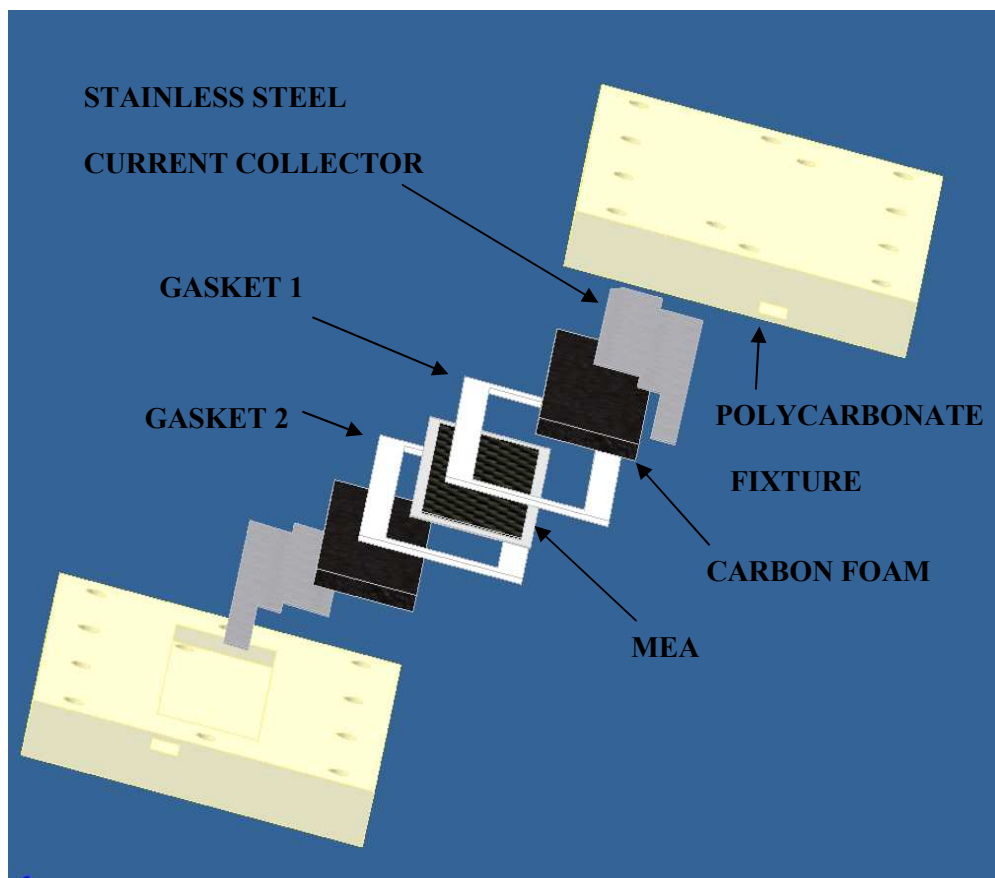 STAINLESS STEEL
CURRENT COLLECTOR
GASKET 1
GASKET 2
POLYCARBONATE
FIXTURE
CARBON FOAM
MEA